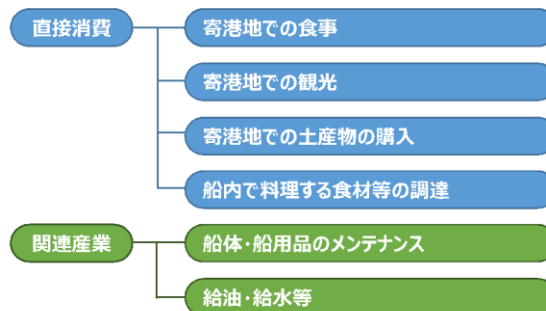 直接消費
寄港地での食事
寄港地での観光
寄港地での土産物の購入
船内で料理する食材等の調達
関連産業
船体・船用品のメンテナンス
給油・給水等